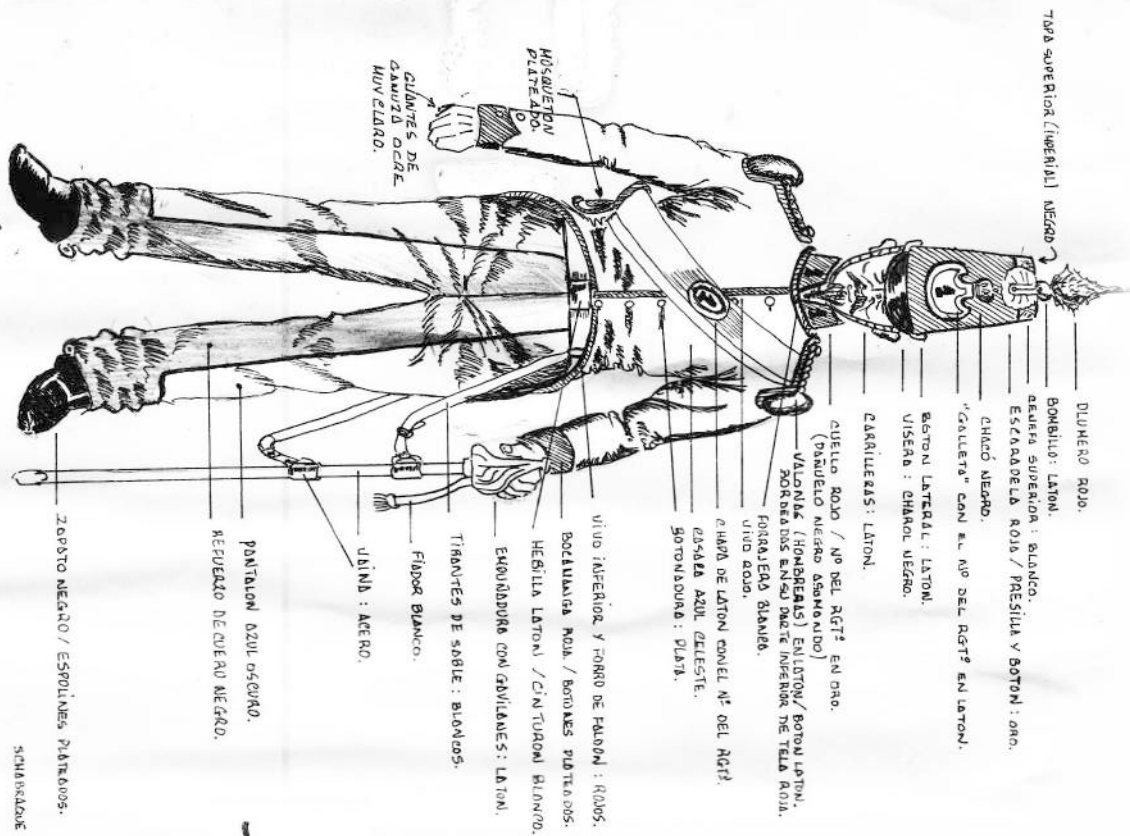 PLUMERO ROJO.
BOMBILLO: LATON.
CENEFA SUPERIOR: BLANCO.
ESCARAPELA ROJA / PRESILLA Y BOTON: ORO.
CHACÓ NEGRO.
"GALLETA" CON EL Nº DEL RGTº EN LATON.
BOTON LATERAL: LATON.
VISERA: CHAROL NEGRO.
CARRILLERAS: LATON.
CUELLO ROJO / Nº DEL RGTº EN ORO.
(PAÑUELO NEGRO ASOMANDO)
VALONAS (HOMBRERAS) EN LATON / BOTON LATON.
BORDEADAS EN SU PARTE INFERIOR DE TELA ROJA.
FORRAJERA BLANCA.
VIVO ROJO.
CHAPA DE LATON CON EL Nº DEL RGTº.
CASACA AZUL CELESTE.
BOTONADURA: PLATA.
VIVO INFERIOR Y FORRO DE FALDON: ROJOS.
BOCAMANGA ROJA / BOTONES PLATEADOS.
HEBILLA LATON / CINTURON BLANCO.
EMPUÑADURA CON GAVILANES: LATON.
TIRANTES DE SABLE: BLANCOS.
FIADOR BLANCO.
VAINA: ACERO.
PANTALON AZUL OSCURO.
REFUERZO DE CUERO NEGRO.
ZAPATO NEGRO / ESPOLINES PLATEADOS.
SCHABRAQUE
TAPA SUPERIOR (IMPERIAL) NEGRO
MOSQUETON
PLATEADO.
GUANTES DE
GAMUZA OCRE
MUY CLARO.